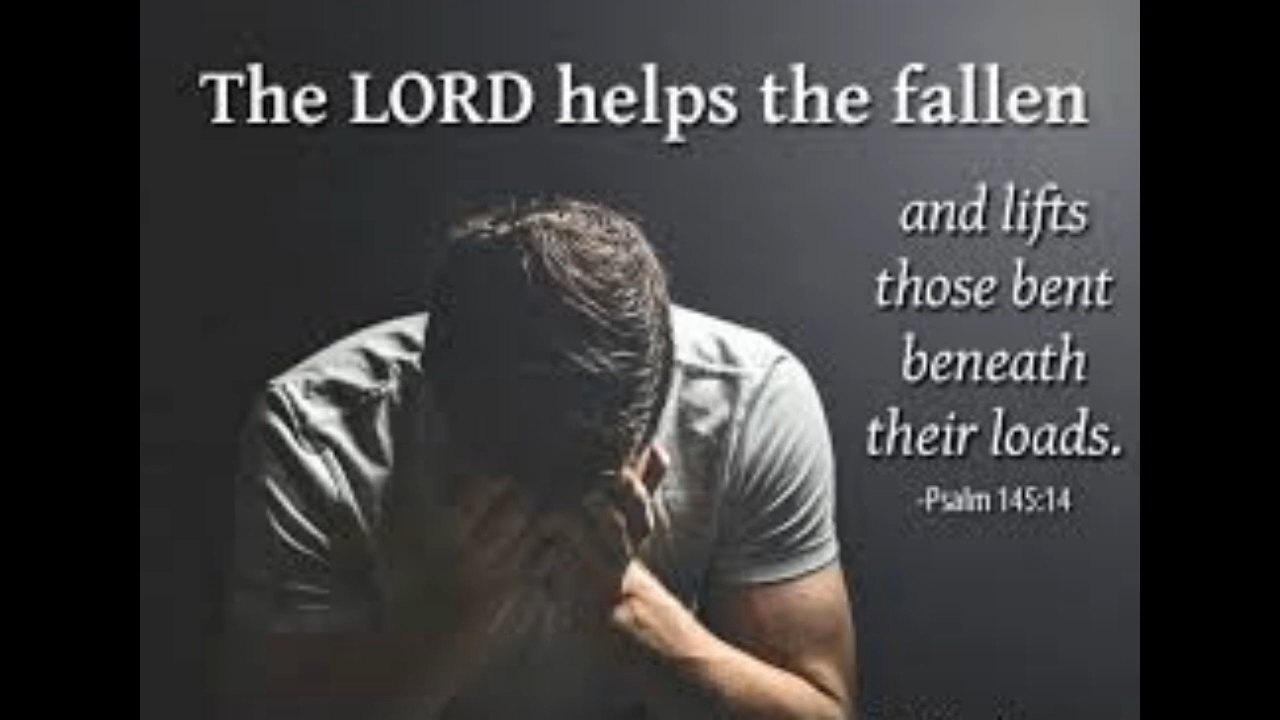 The LORD helps the fallen
and lifts
those bent
beneath
their loads.
-Psalm 145:14